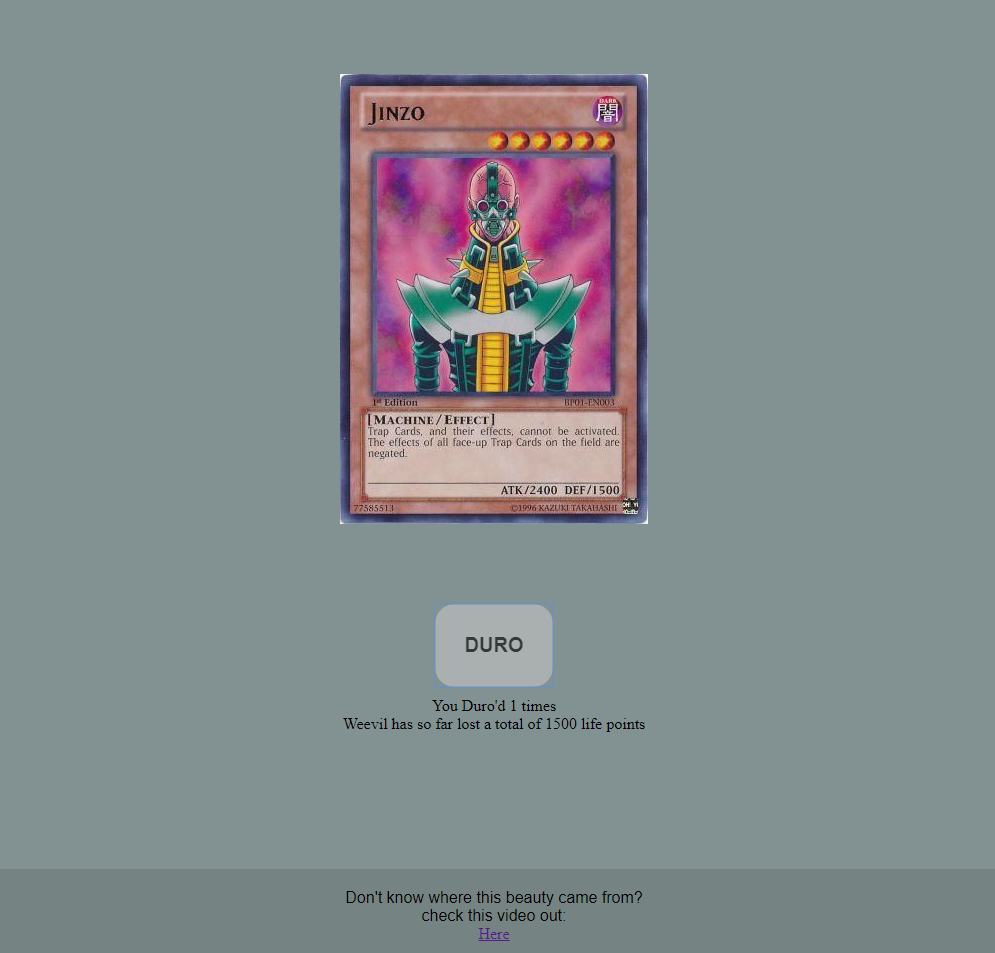 JINZO
DARK
闇
1st Edition
BP01-EN003
[MACHINE/EFFECT]
Trap Cards, and their effects, cannot be activated.
The effects of all face-up Trap Cards on the field are
negated.
ATK/2400 DEF/1500
77585513
©1996 KAZUKI TAKAHASHI
DURO
You Duro'd 1 times
Weevil has so far lost a total of 1500 life points
Don't know where this beauty came from?
check this video out:
Here